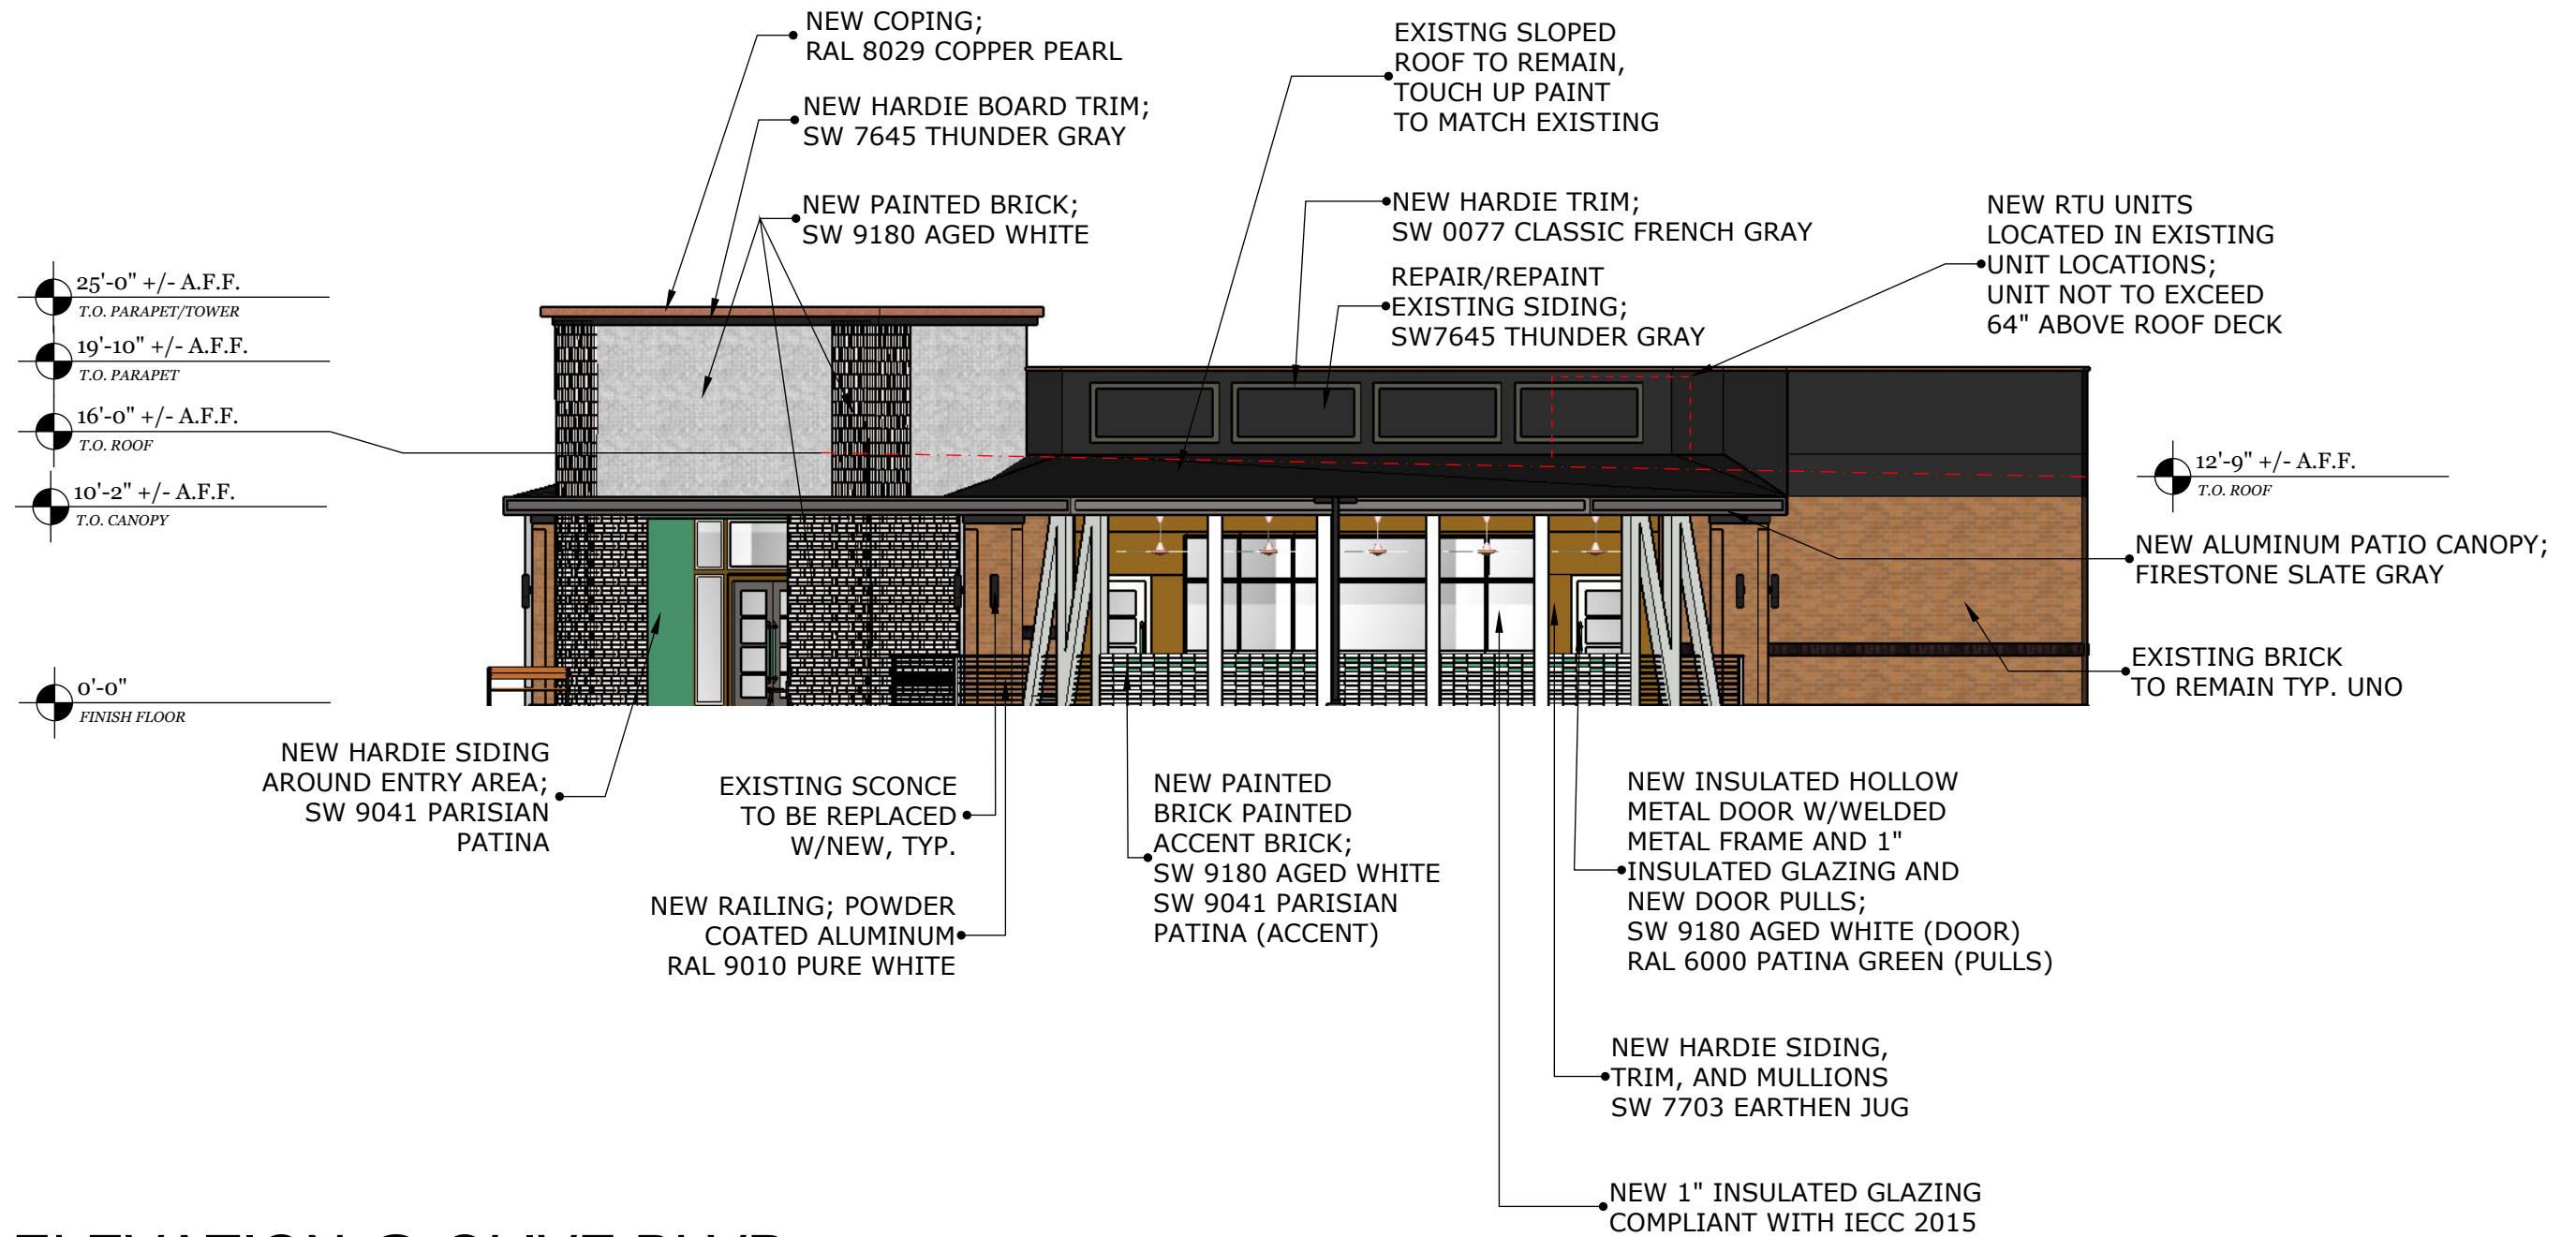 NEW COPING;
RAL 8029 COPPER PEARL
NEW HARDIE BOARD TRIM;
SW 7645 THUNDER GRAY
NEW PAINTED BRICK;
SW 9180 AGED WHITE
EXISTNG SLOPED
ROOF TO REMAIN,
TOUCH UP PAINT
TO MATCH EXISTING
NEW HARDIE TRIM;
SW 0077 CLASSIC FRENCH GRAY
REPAIR/REPAINT
EXISTING SIDING;
SW7645 THUNDER GRAY
NEW RTU UNITS
LOCATED IN EXISTING
UNIT LOCATIONS;
UNIT NOT TO EXCEED
64" ABOVE ROOF DECK
25'-0" +/- A.F.F.
T.O. PARAPET/TOWER
19'-10" +/- A.F.F.
T.O. PARAPET
16'-0" +/- A.F.F.
T.O. ROOF
10'-2" +/- A.F.F.
T.O. CANOPY
0'-0"
FINISH FLOOR
12'-9" +/- A.F.F.
T.O. ROOF
NEW ALUMINUM PATIO CANOPY;
FIRESTONE SLATE GRAY
EXISTING BRICK
TO REMAIN TYP. UNO
NEW HARDIE SIDING
AROUND ENTRY AREA;
SW 9041 PARISIAN
PATINA
EXISTING SCONCE
TO BE REPLACED
W/NEW, TYP.
NEW RAILING; POWDER
COATED ALUMINUM
RAL 9010 PURE WHITE
NEW PAINTED
BRICK PAINTED
ACCENT BRICK;
SW 9180 AGED WHITE
SW 9041 PARISIAN
PATINA (ACCENT)
NEW INSULATED HOLLOW
METAL DOOR W/WELDED
METAL FRAME AND 1"
INSULATED GLAZING AND
NEW DOOR PULLS;
SW 9180 AGED WHITE (DOOR)
RAL 6000 PATINA GREEN (PULLS)
NEW HARDIE SIDING,
TRIM, AND MULLIONS
SW 7703 EARTHEN JUG
NEW 1" INSULATED GLAZING
COMPLIANT WITH IECC 2015
ELEVATION @ OLIVE BLVD